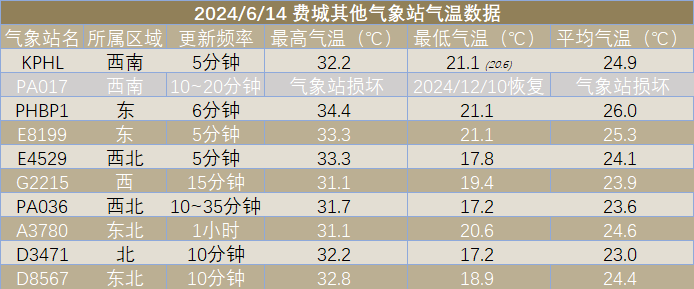 2024/6/14 费城其他气象站气温数据
气象站名 所属区域 更新频率 最高气温（℃） 最低气温（℃） 平均气温（℃）
KPHL 西南 5分钟 32.2 21.1 (20.6) 24.9
PA017 西南 10~20分钟 气象站损坏 2024/12/10恢复 气象站损坏
PHBP1 东 6分钟 34.4 21.1 26.0
E8199 东 5分钟 33.3 21.1 25.3
E4529 西北 5分钟 33.3 17.8 24.1
G2215 西 15分钟 31.1 19.4 23.9
PA036 西北 10~35分钟 31.7 17.2 23.6
A3780 东北 1小时 31.1 20.6 24.6
D3471 北 10分钟 32.2 17.2 23.0
D8567 东北 10分钟 32.8 18.9 24.4